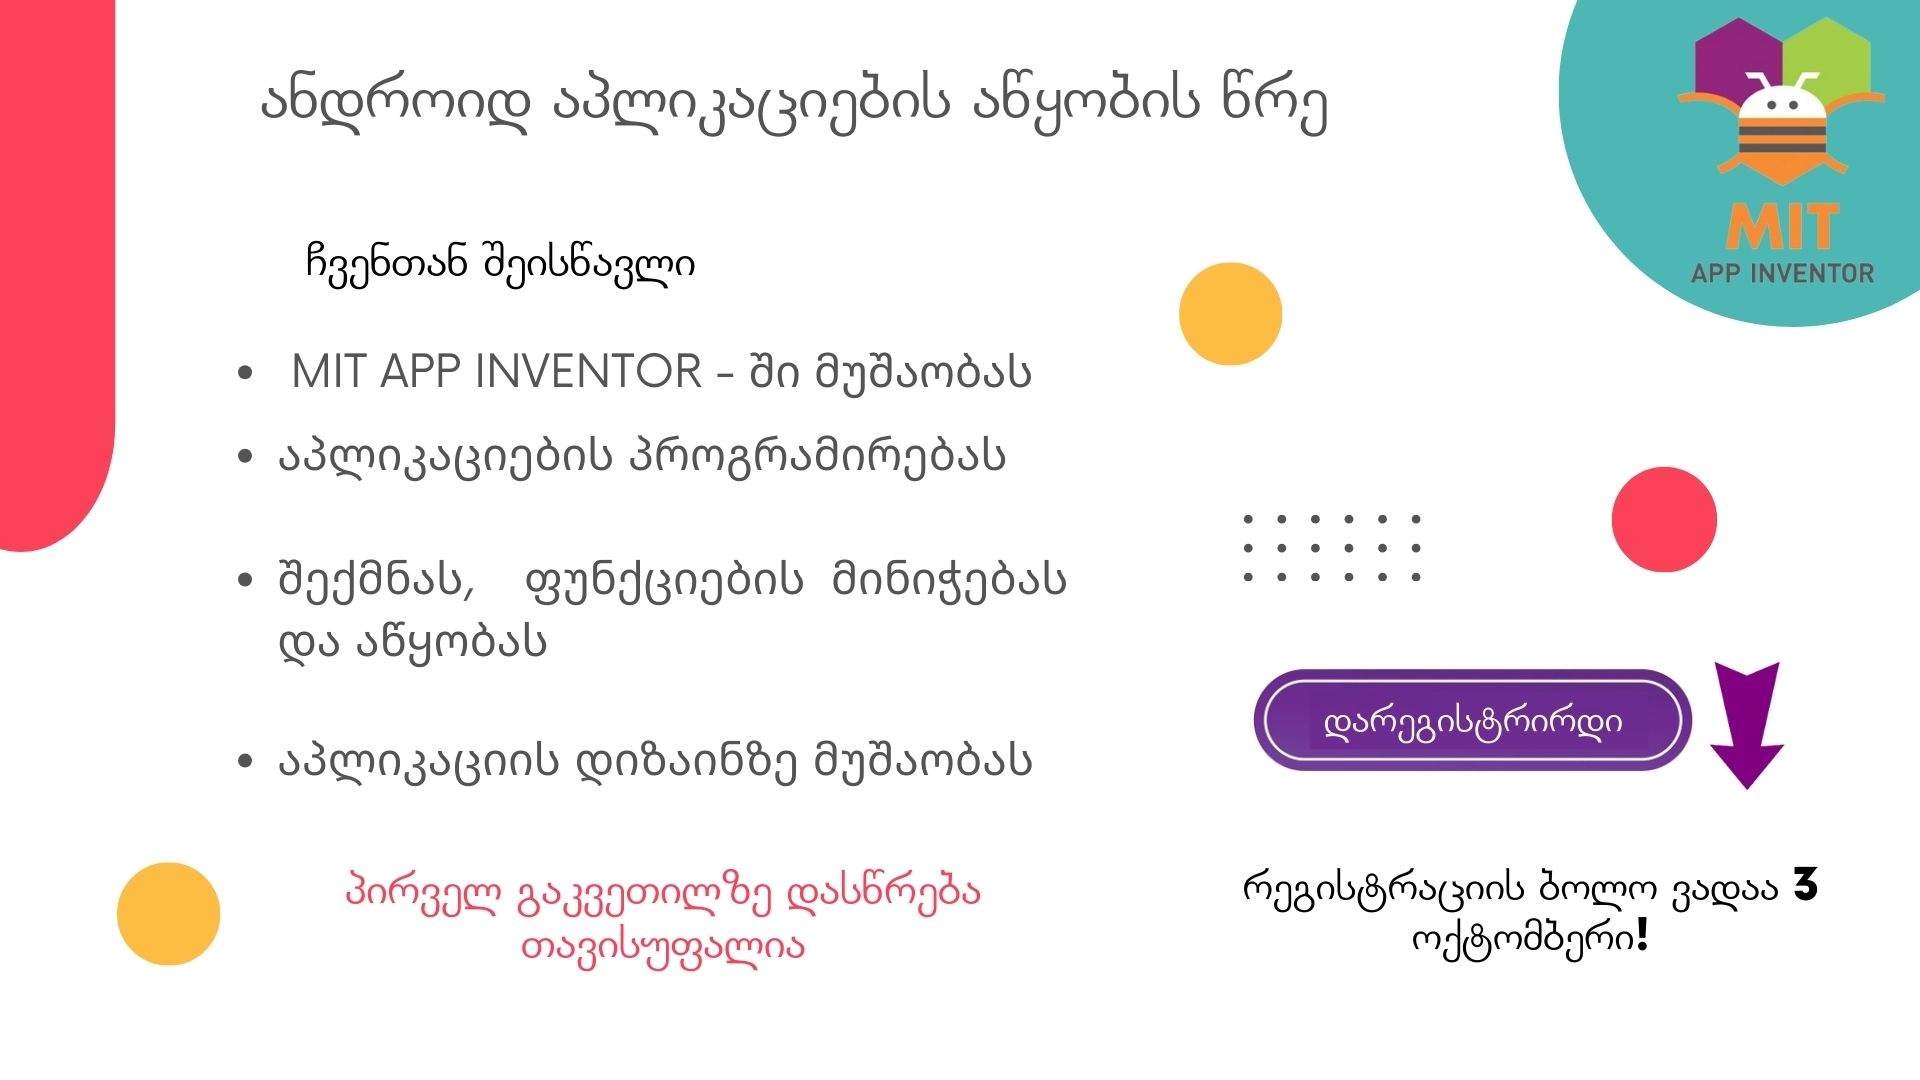 ანდროიდ აპლიკაციების აწყობის წრე
MIT
APP INVENTOR
ჩვენთან შეისწავლი
• MIT APP INVENTOR - ში მუშაობას
• აპლიკაციების პროგრამირებას
• შექმნას, ფუნქციების მინიჭებას
და აწყობას
• აპლიკაციის დიზაინზე მუშაობას
დარეგისტრირდი
პირველ გაკვეთილზე დასწრება
თავისუფალია
რეგისტრაციის ბოლო ვადაა 3
ოქტომბერი!